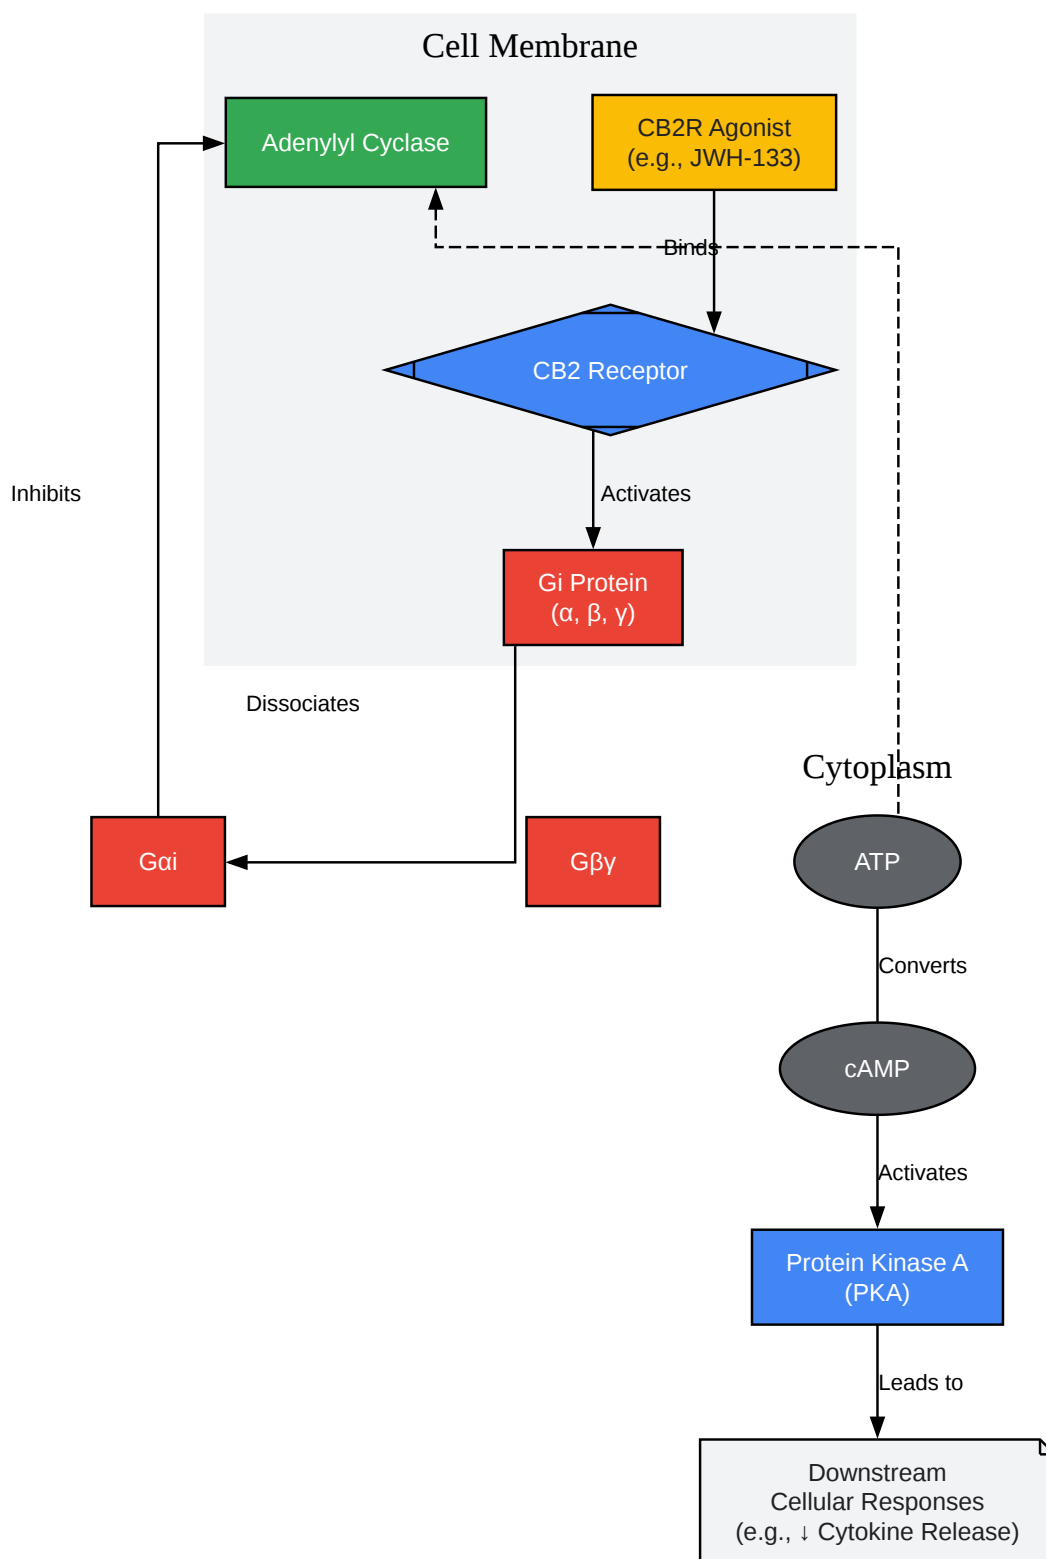 Cell Membrane
Adenylyl Cyclase
CB2R Agonist
(e.g., JWH-133)
Binds
CB2 Receptor
Inhibits
Activates
Gi Protein
(α, β, γ)
Dissociates
Cytoplasm
Gαi
Gβγ
ATP
Converts
cAMP
Activates
Protein Kinase A
(PKA)
Leads to
Downstream
Cellular Responses
(e.g., ↓ Cytokine Release)